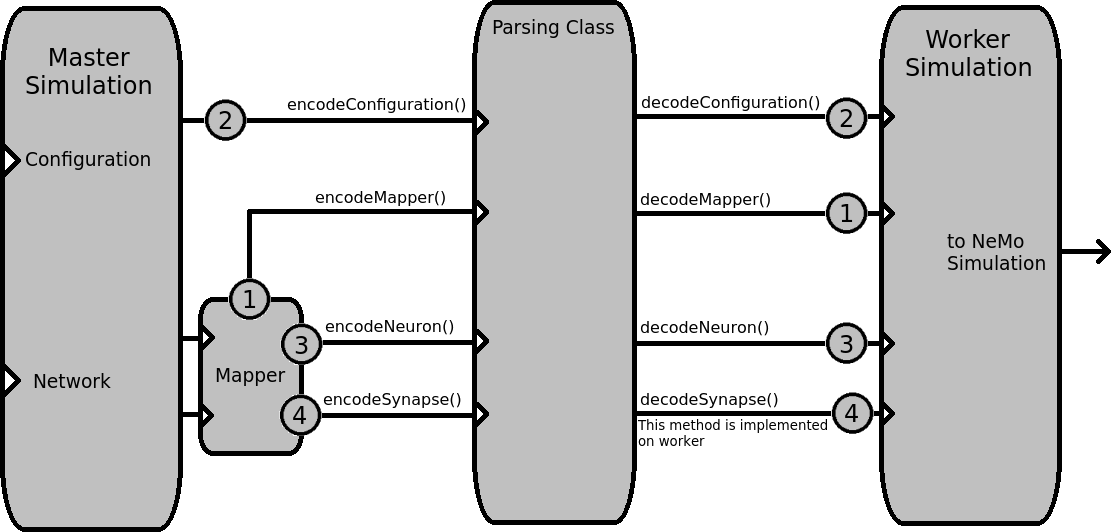 Master
Simulation
Configuration
Network
2
encodeConfiguration()
encodeMapper()
1
Mapper
3
encodeNeuron()
4
encodeSynapse()
Parsing Class
decodeConfiguration()
2
decodeMapper()
1
decodeNeuron()
3
decodeSynapse()
4
This method is implemented
on worker
Worker
Simulation
to NeMo
Simulation